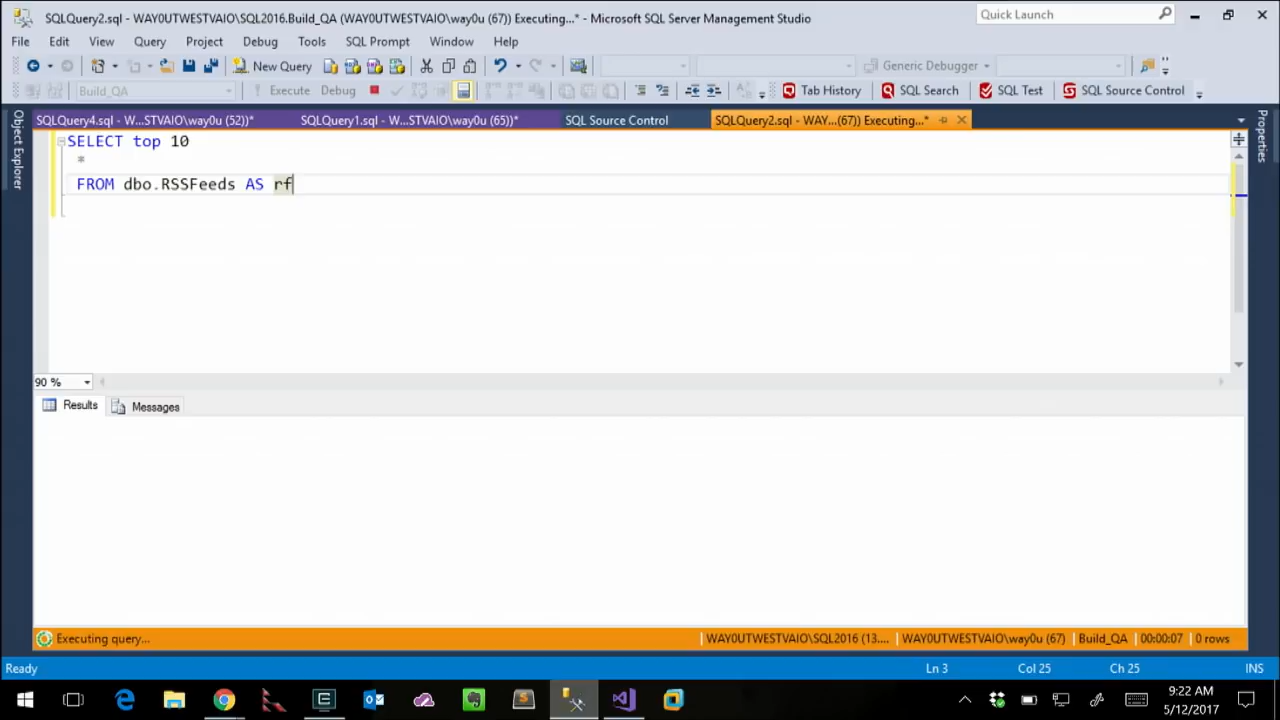 SQLQuery2.sql - WAY0UTWESTVAIO\SQL2016.Build_QA (WAY0UTWESTVAIO\way0u (67)) Executing...* - Microsoft SQL Server Management Studio
Quick Launch
File Edit View Query Project Debug Tools SQL Prompt Window Help
New Query
Generic Debugger
Build_QA
Execute Debug
Tab History SQL Search SQL Test SQL Source Control
SQLQuery4.sql - W...STVAIO\way0u (52))* SQLQuery1.sql - W...STVAIO\way0u (65))* SQL Source Control SQLQuery2.sql - WAY...(67)) Executing...*
Object Explorer
Properties
SELECT top 10
*
FROM dbo.RSSFeeds AS rf
90 %
Results Messages
Executing query... WAY0UTWESTVAIO\SQL2016 (13.... WAY0UTWESTVAIO\way0u (67) Build_QA 00:00:07 0 rows
Ready Ln 3 Col 25 Ch 25 INS
9:22 AM
5/12/2017